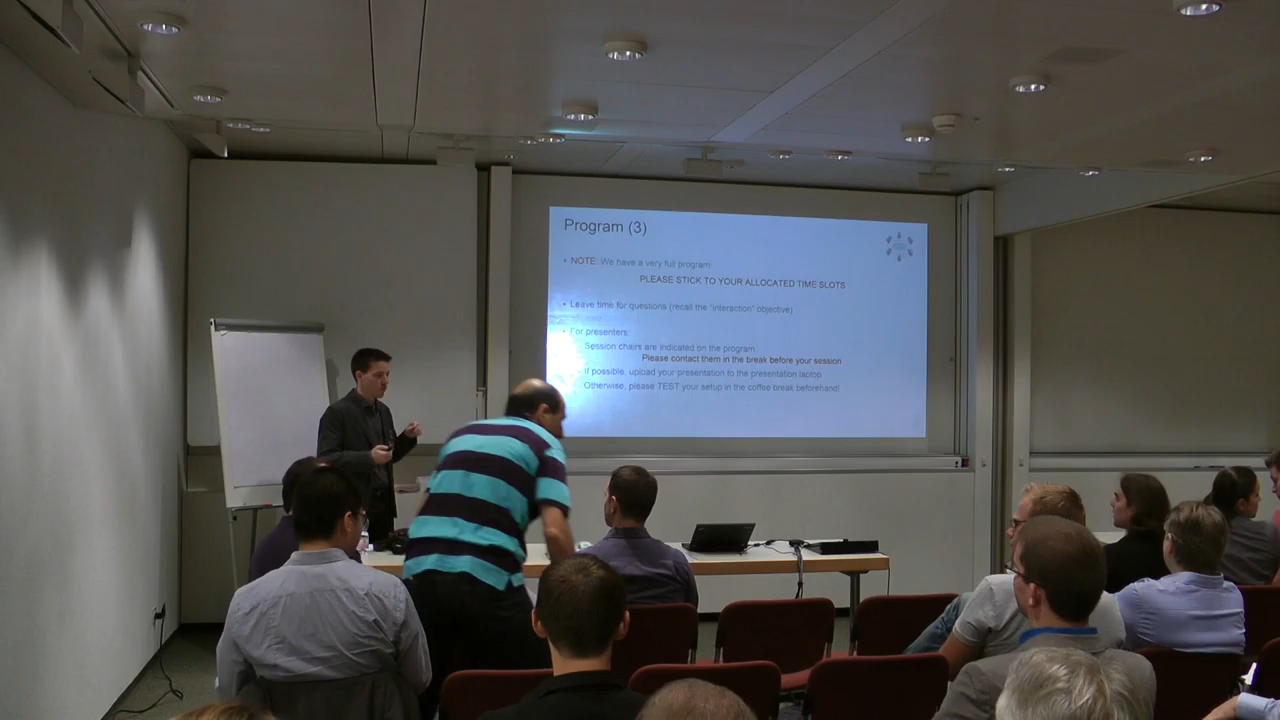 Program (3)
• NOTE: We have a very full program:
PLEASE STICK TO YOUR ALLOCATED TIME SLOTS
• Leave time for questions (recall the "interaction" objective)
• For presenters:
Session chairs are indicated on the program.
Please contact them in the break before your session
If possible, upload your presentation to the presentation laptop
Otherwise, please TEST your setup in the coffee break beforehand!